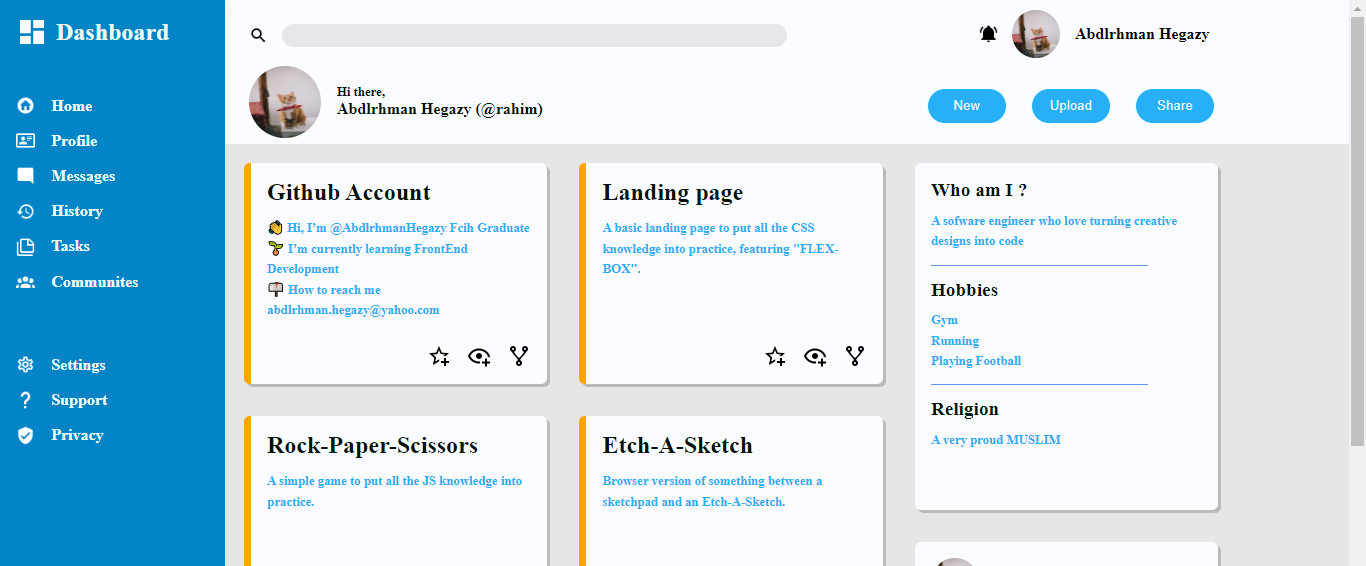 Dashboard
Home
Profile
Messages
History
Tasks
Communites
Settings
Support
Privacy
Abdlrhman Hegazy
Hi there,
Abdlrhman Hegazy (@rahim)
New
Upload
Share
Github Account
👋 Hi, I'm @AbdlrhmanHegazy Fcih Graduate
🌱 I'm currently learning FrontEnd
Development
📫 How to reach me
abdlrhman.hegazy@yahoo.com
Landing page
A basic landing page to put all the CSS
knowledge into practice, featuring "FLEX-
BOX".
Who am I ?
A sofware engineer who love turning creative
designs into code
Hobbies
Gym
Running
Playing Football
Religion
A very proud MUSLIM
Rock-Paper-Scissors
A simple game to put all the JS knowledge into
practice.
Etch-A-Sketch
Browser version of something between a
sketchpad and an Etch-A-Sketch.